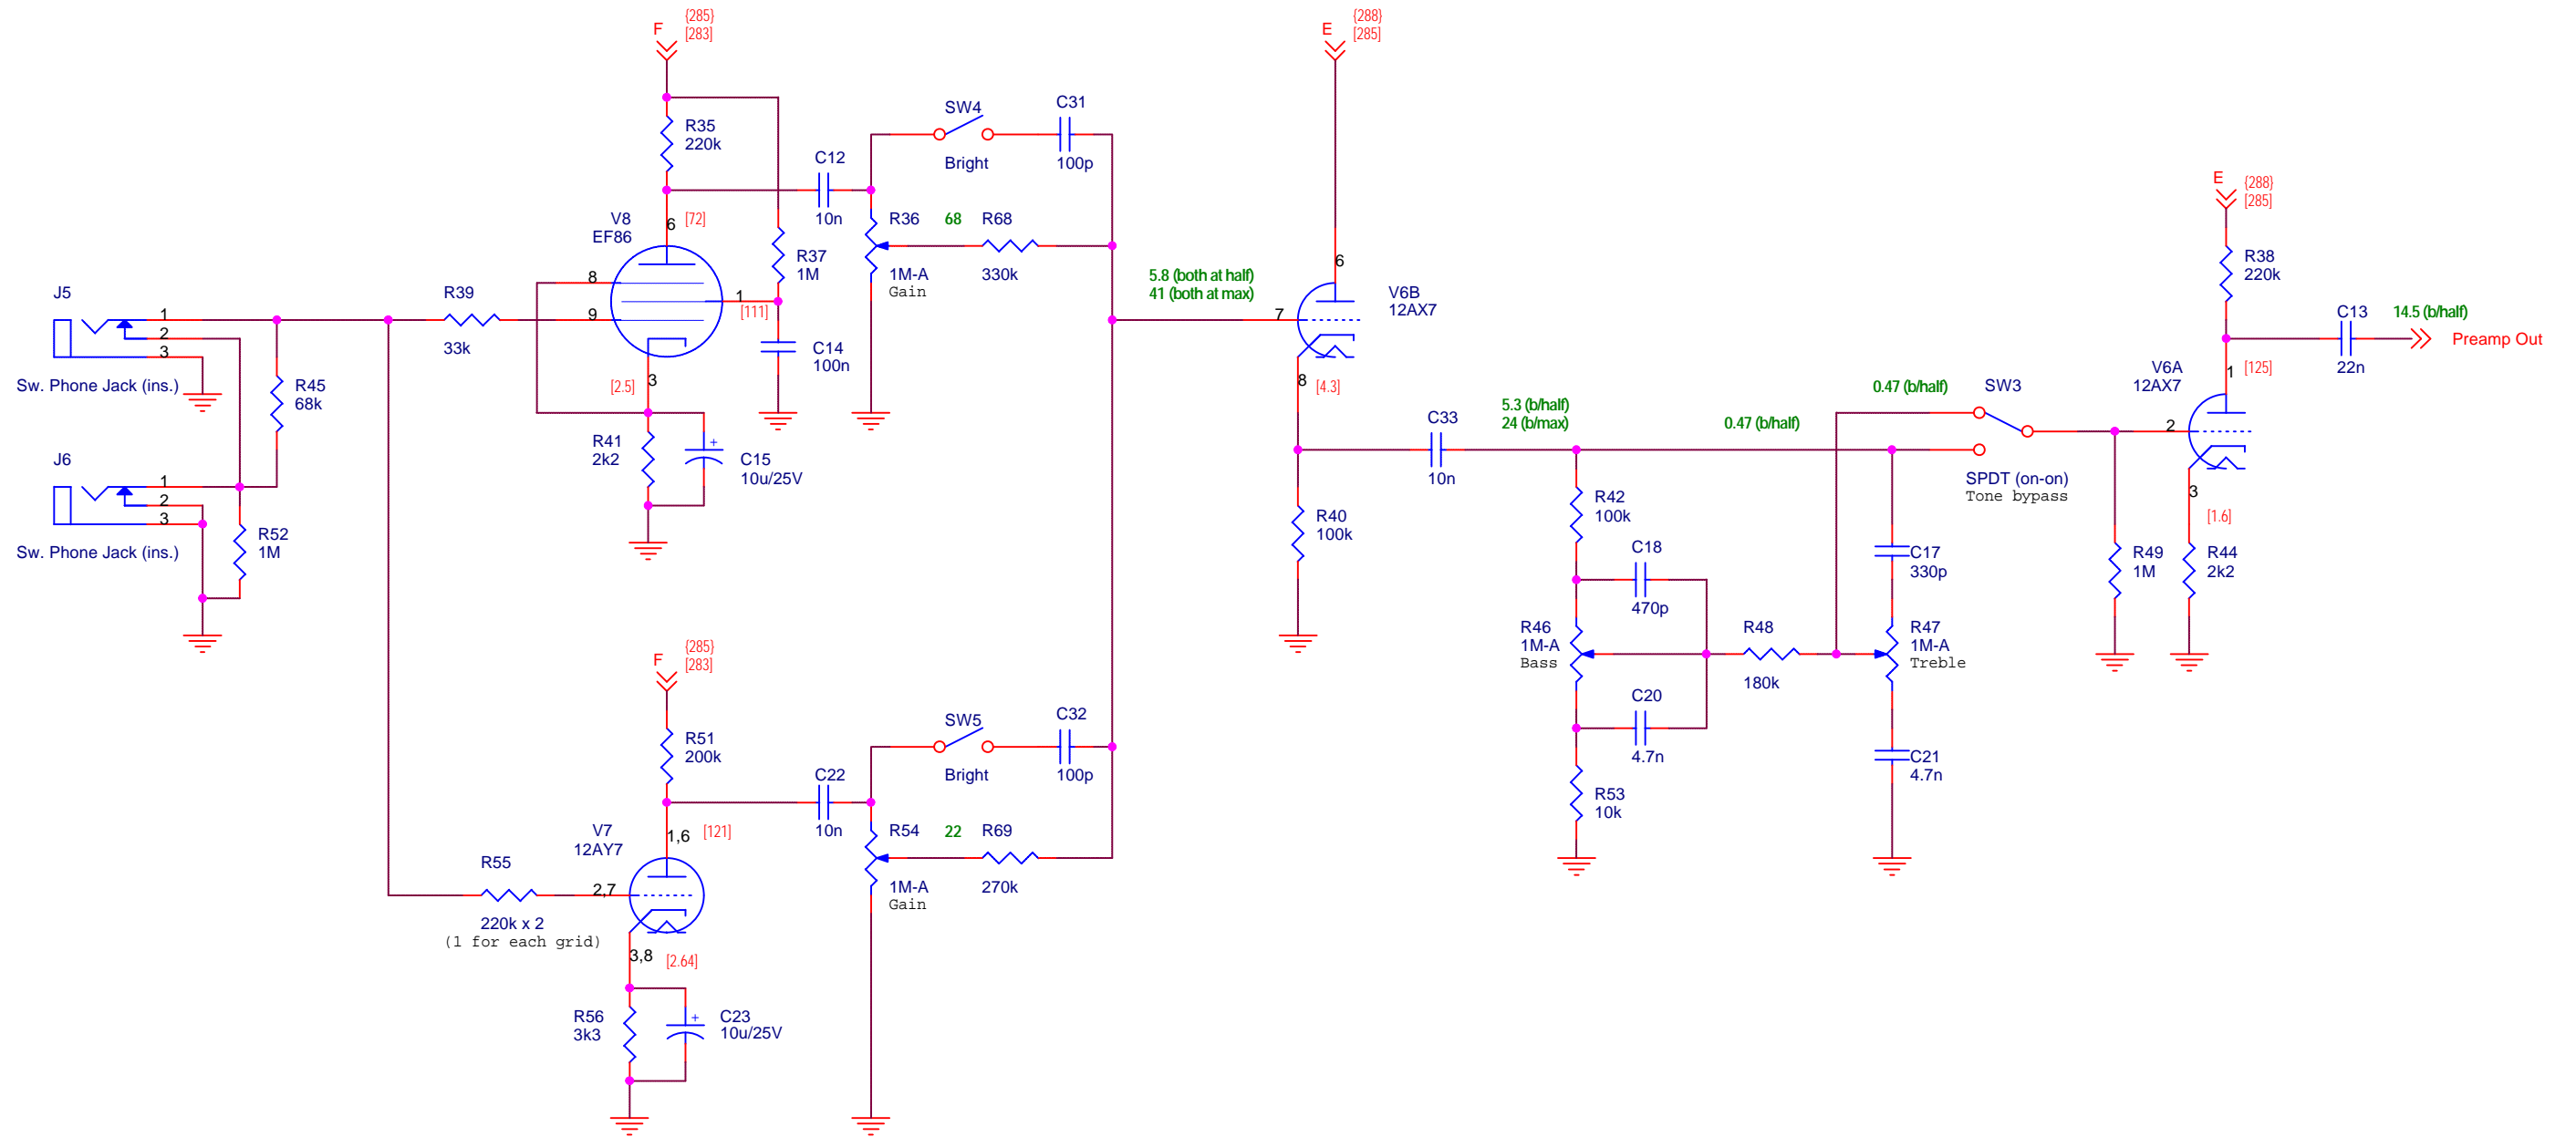 F
{285}
[283]
R35
220k
C12
10n
SW4
Bright
C31
100p
V8
EF86
6
[72]
R36
1M-A
Gain
68
R68
330k
R37
1M
8
9
1
[111]
C14
100n
J5
1
2
3
Sw. Phone Jack (ins.)
R39
33k
R45
68k
[2.5]
3
R41
2k2
+
C15
10u/25V
J6
1
2
3
Sw. Phone Jack (ins.)
R52
1M
F
{285}
[283]
R51
200k
C22
10n
SW5
Bright
C32
100p
V7
12AY7
1,6
[121]
R54
1M-A
Gain
22
R69
270k
R55
220k x 2
(1 for each grid)
2,7
3,8
[2.64]
R56
3k3
+
C23
10u/25V
E
{288}
[285]
5.8 (both at half)
41 (both at max)
6
7
V6B
12AX7
8
[4.3]
R40
100k
C33
10n
5.3 (b/half)
24 (b/max)
0.47 (b/half)
0.47 (b/half)
R42
100k
C18
470p
R46
1M-A
Bass
R48
180k
C20
4.7n
R53
10k
C17
330p
R47
1M-A
Treble
C21
4.7n
SW3
SPDT (on-on)
Tone bypass
E
{288}
[285]
R38
220k
C13
22n
14.5 (b/half)
Preamp Out
V6A
12AX7
1
[125]
2
3
[1.6]
R49
1M
R44
2k2